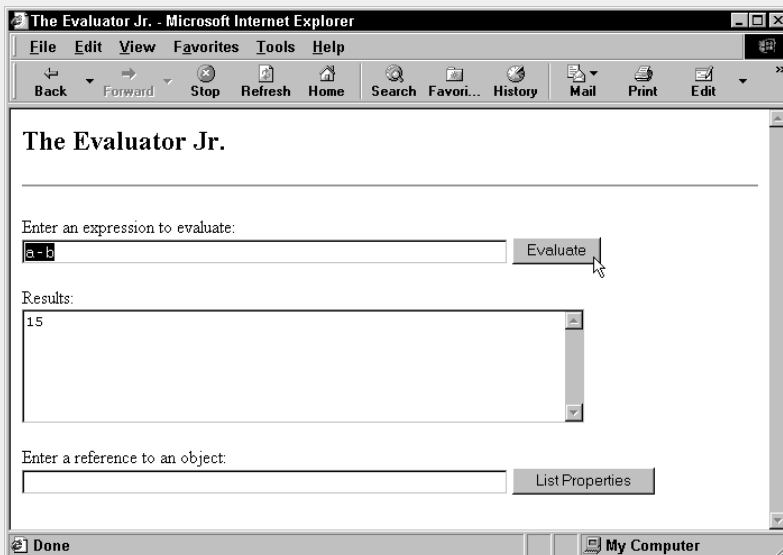 The Evaluator Jr. - Microsoft Internet Explorer
File Edit View Favorites Tools Help
Back Forward Stop Refresh Home Search Favori... History Mail Print Edit »
The Evaluator Jr.
Enter an expression to evaluate:
a-b Evaluate
Results:
15
Enter a reference to an object:
List Properties
Done My Computer